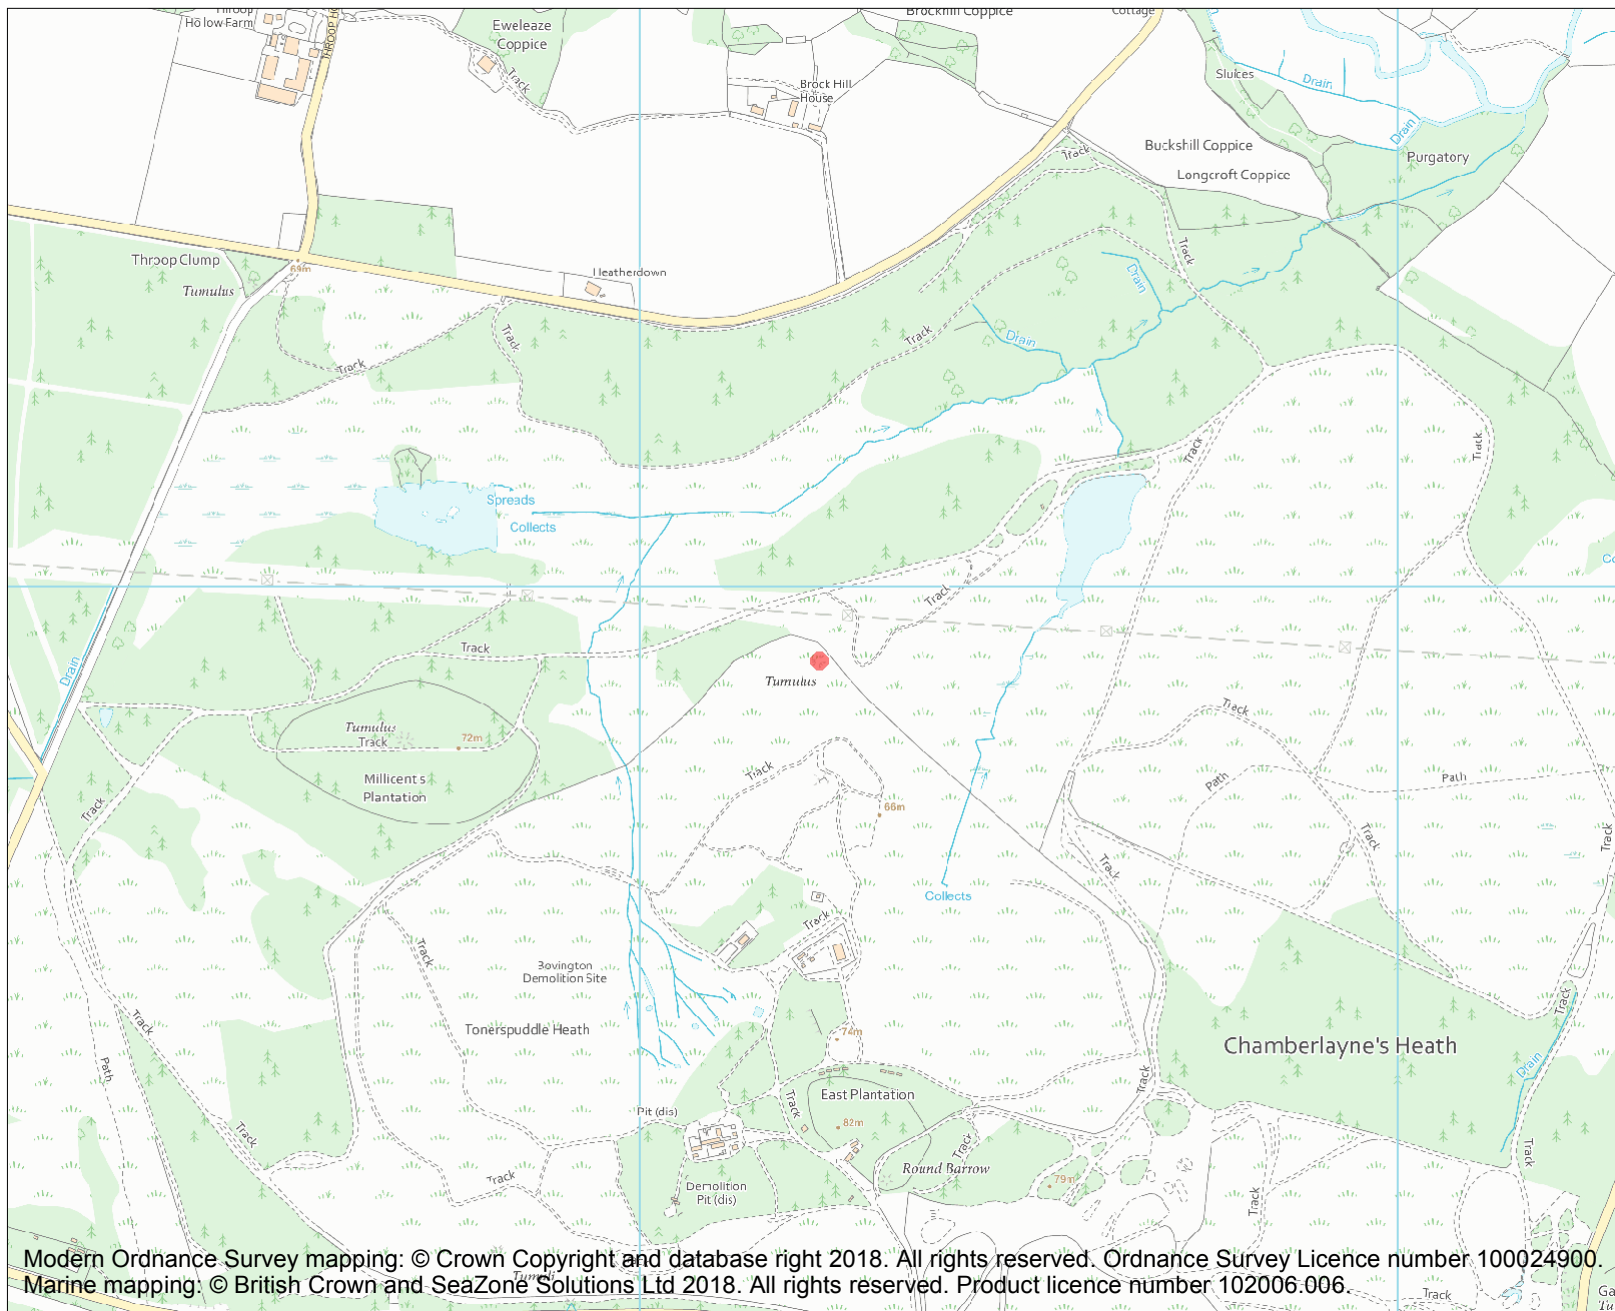 Throop
Hollow Farm
THROOP HO
Eweleaze
Coppice
Track
Brockhill Coppice
Cottage
Brock Hill
House
Sluices
Drain
Drain
Buckshill Coppice
Purgatory
Longcroft Coppice
Track
Throop Clump
69m
Tumulus
Heatherdown
Track
Drain
Track
Track
Drain
Track
Track
Track
Spreads
Collects
Track
Track
Drain
Tumulus
Tumulus
Track
72m
Millicent's
Plantation
Track
Track
Path
Path
66m
Track
Track
Track
Track
Collects
Track
Track
Bovington
Demolition Site
Tonerspuddle Heath
Track
Path
74m
Track
Chamberlayne's Heath
Drain
Track
East Plantation
Pit (dis)
Track
82m
Track
Track
Track
Round Barrow
79m
Track
Demolition
Pit (dis)
Track
Modern Ordnance Survey mapping: © Crown Copyright and database right 2018. All rights reserved. Ordnance Survey Licence number 100024900.
Tumuli
Marine mapping: © British Crown and SeaZone Solutions Ltd 2018. All rights reserved. Product licence number 102006.006.
Track